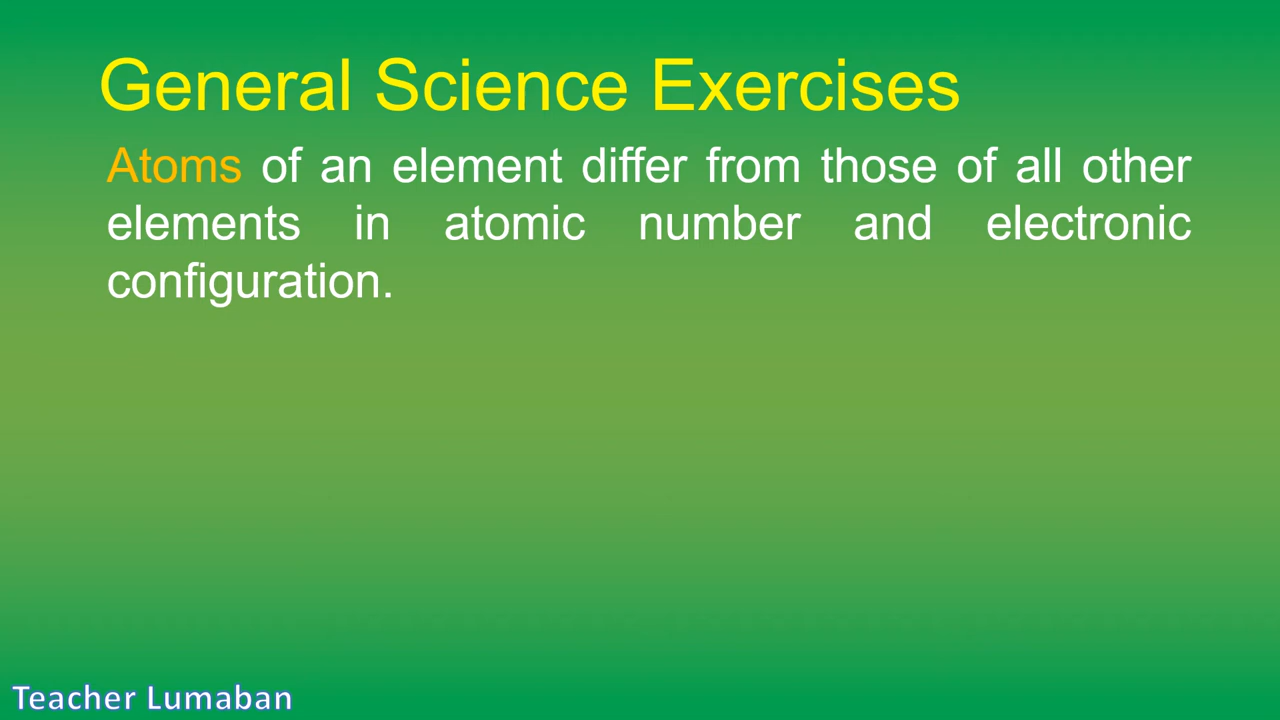 General Science Exercises
Atoms of an element differ from those of all other
elements in atomic number and electronic
configuration.
Teacher Lumaban